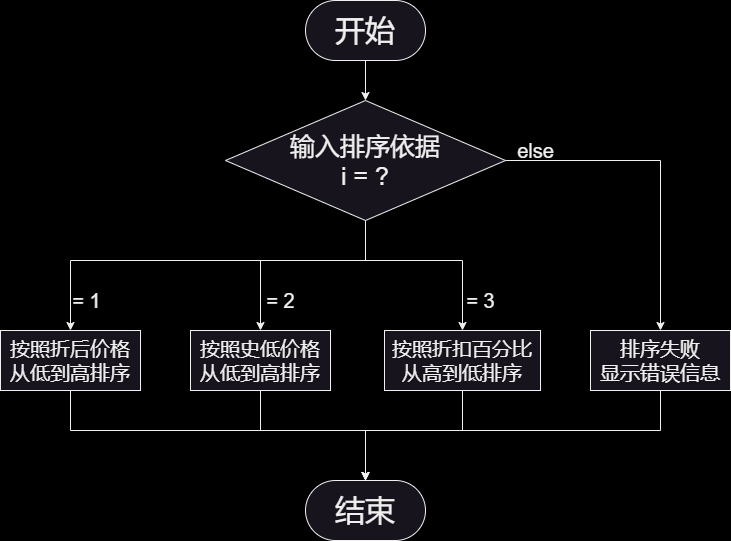 开始
输入排序依据
i = ?
else
= 1
= 2
= 3
按照折后价格
从低到高排序
按照史低价格
从低到高排序
按照折扣百分比
从高到低排序
排序失败
显示错误信息
结束